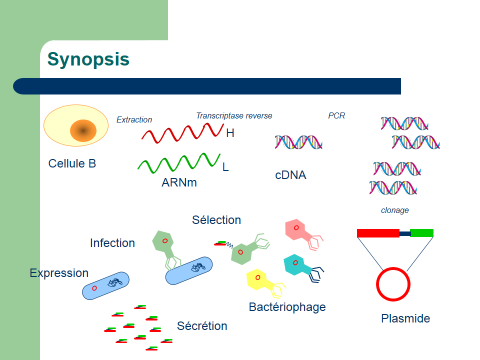 Synopsis
Extraction
Transcriptase reverse
PCR
H
L
Cellule B
ARNm
cDNA
clonage
Sélection
Infection
Expression
Bactériophage
Plasmide
Sécrétion